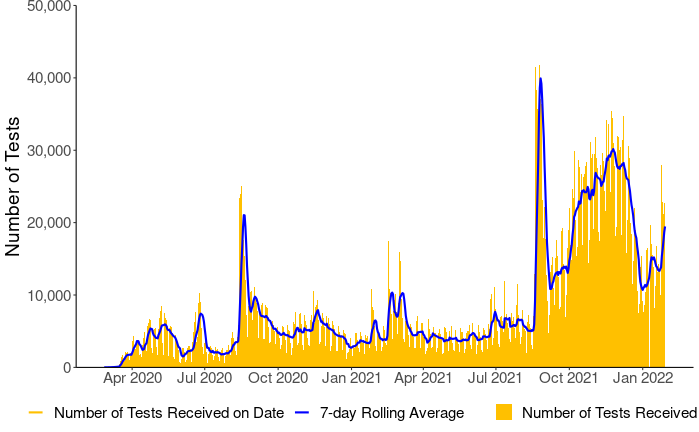 50,000
40,000
30,000
20,000
10,000
0
Number of Tests
Apr 2020 Jul 2020 Oct 2020 Jan 2021 Apr 2021 Jul 2021 Oct 2021 Jan 2022
Number of Tests Received on Date 7-day Rolling Average Number of Tests Received